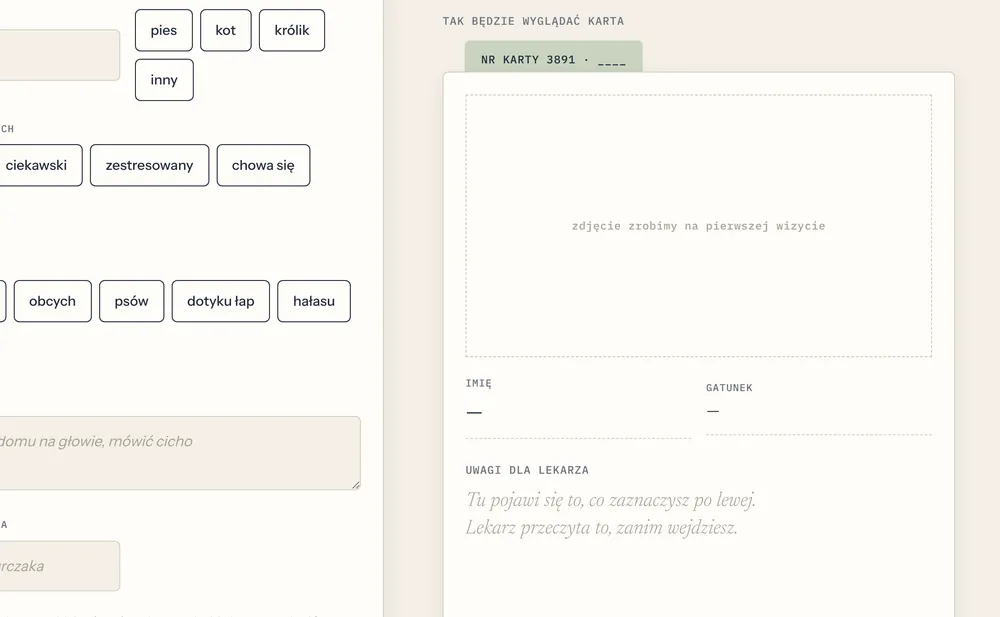 pies
kot
królik
inny
CH
ciekawski
zestresowany
chowa się
obcych
psów
dotyku łap
hałasu
domu na głowie, mówić cicho
A
rczaka
TAK BĘDZIE WYGLĄDAĆ KARTA
NR KARTY 3891 · ____
zdjęcie zrobimy na pierwszej wizycie
IMIĘ
—
GATUNEK
—
UWAGI DLA LEKARZA
Tu pojawi się to, co zaznaczysz po lewej.
Lekarz przeczyta to, zanim wejdziesz.